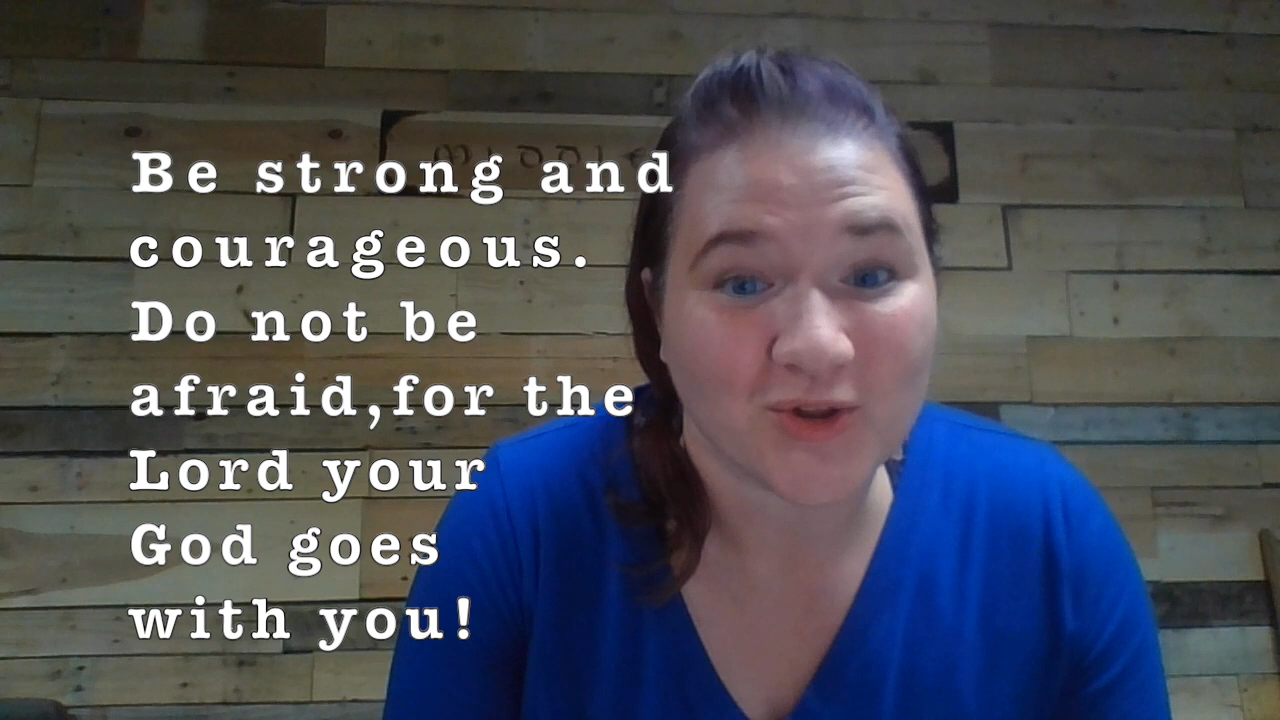 Be strong and
courageous.
Do not be
afraid,for the
Lord your
God goes
with you!